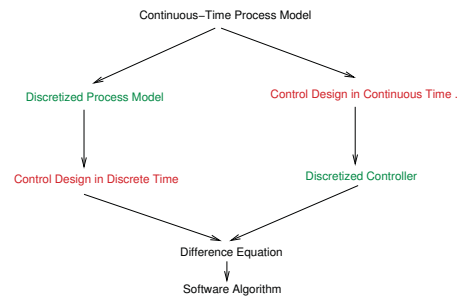 Continuous-Time Process Model
Discretized Process Model
Control Design in Continuous Time .
Control Design in Discrete Time
Discretized Controller
Difference Equation
Software Algorithm